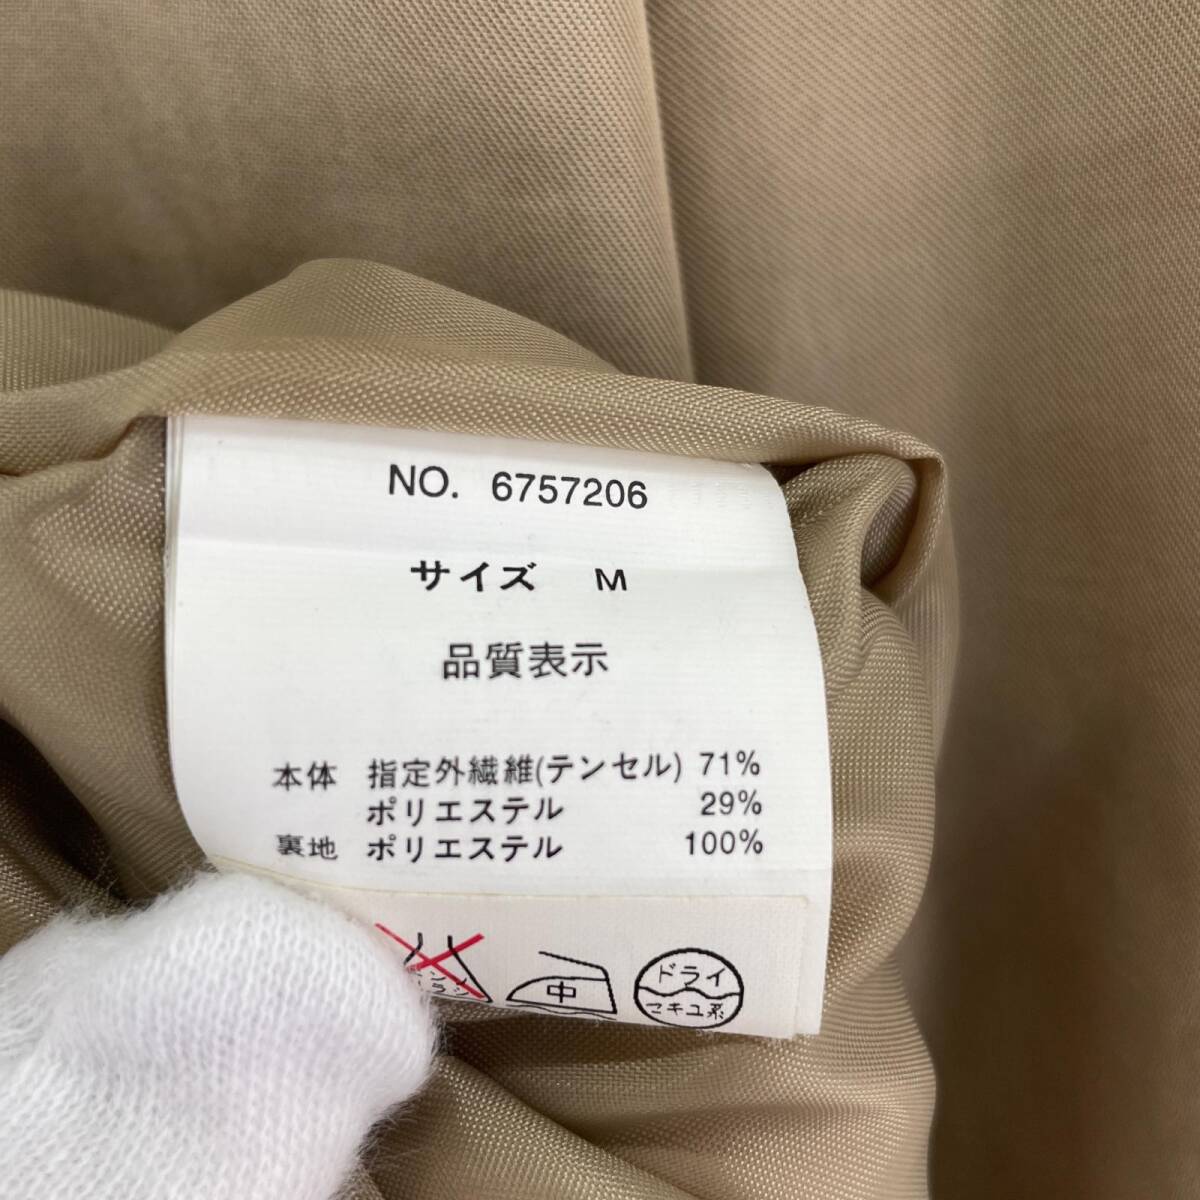 NO. 6757206
サイズ M
品質表示
本体 指定外繊維(テンセル) 71%
ポリエステル 29%
裏地 ポリエステル 100%
中
ドライ
セキユ系